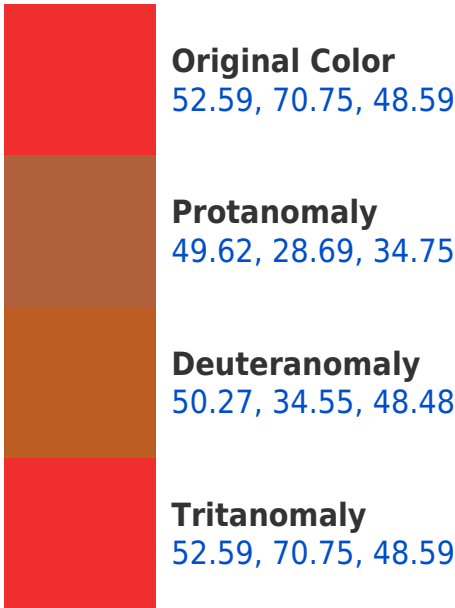 Original Color
52.59, 70.75, 48.59
Protanomaly
49.62, 28.69, 34.75
Deuteranomaly
50.27, 34.55, 48.48
Tritanomaly
52.59, 70.75, 48.59